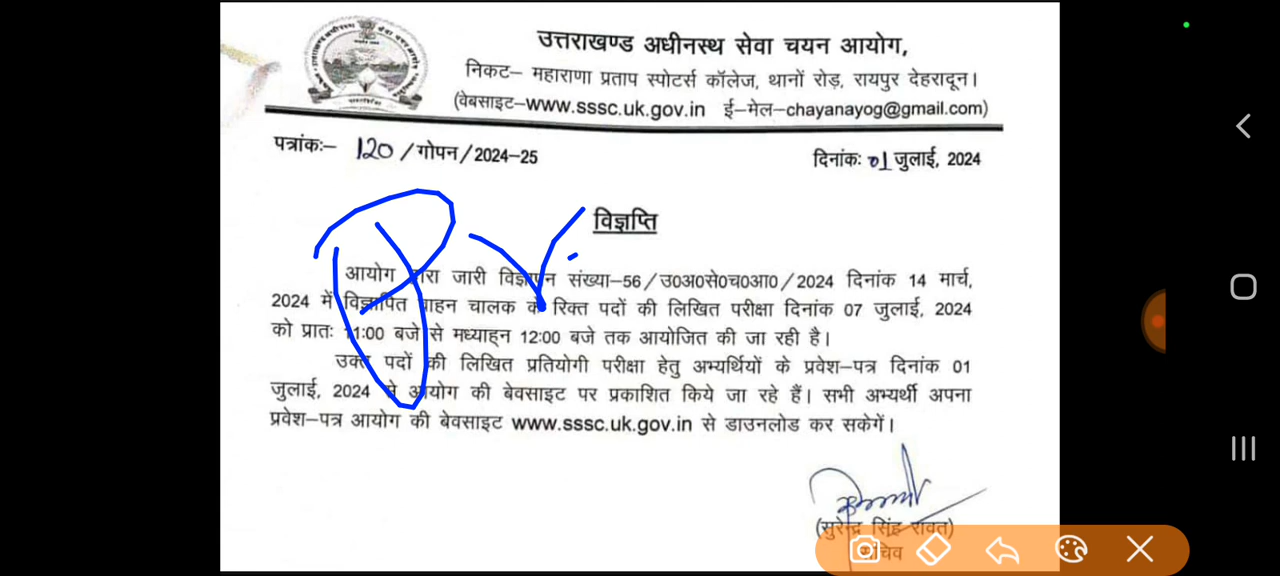 उत्तराखण्ड अधीनस्थ सेवा चयन आयोग,
निकट– महाराणा प्रताप स्पोटर्स कॉलेज, थानों रोड़, रायपुर देहरादून।
(वेबसाइट–www.sssc.uk.gov.in ई–मेल–chayanayog@gmail.com)
पत्रांकः– 120/गोपन/2024-25 दिनांकः 01 जुलाई, 2024
विज्ञप्ति
आयोग द्वारा जारी विज्ञापन संख्या–56/उ0अ0से0च0आ0/2024 दिनांक 14 मार्च,
2024 में विज्ञापित वाहन चालक के रिक्त पदों की लिखित परीक्षा दिनांक 07 जुलाई, 2024
को प्रातः 11:00 बजे से मध्याह्न 12:00 बजे तक आयोजित की जा रही है।
उक्त पदों की लिखित प्रतियोगी परीक्षा हेतु अभ्यर्थियों के प्रवेश–पत्र दिनांक 01
जुलाई, 2024 से आयोग की बेवसाइट पर प्रकाशित किये जा रहे हैं। सभी अभ्यर्थी अपना
प्रवेश–पत्र आयोग की बेवसाइट www.sssc.uk.gov.in से डाउनलोड कर सकेगें।
(सुरेन्द्र सिंह रावत)
सचिव